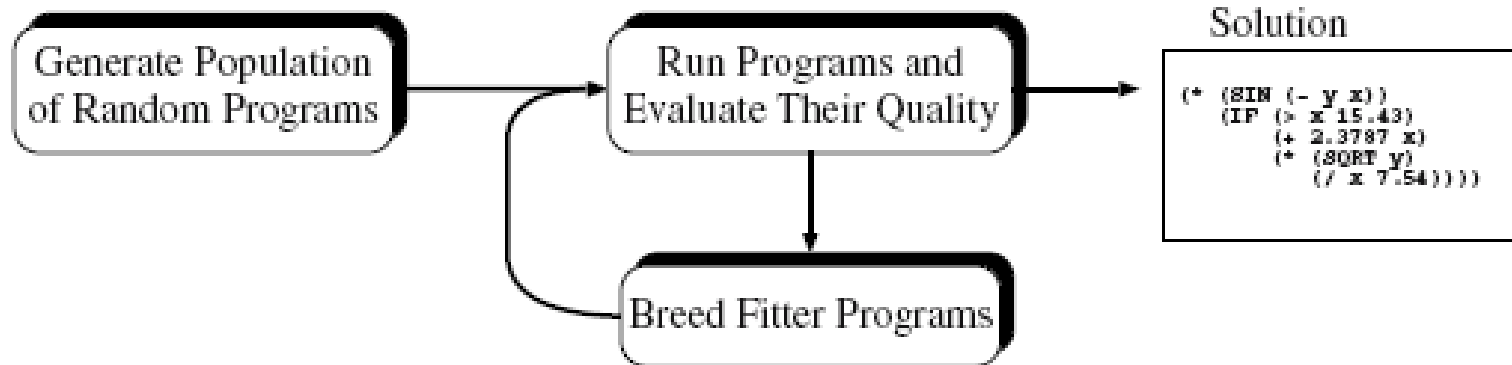 Generate Population
of Random Programs
Run Programs and
Evaluate Their Quality
Breed Fitter Programs
Solution
(* (SIN (- y x))
(IF (> x 15.43)
(+ 2.3787 x)
(* (SQRT y)
(/ x 7.54))))